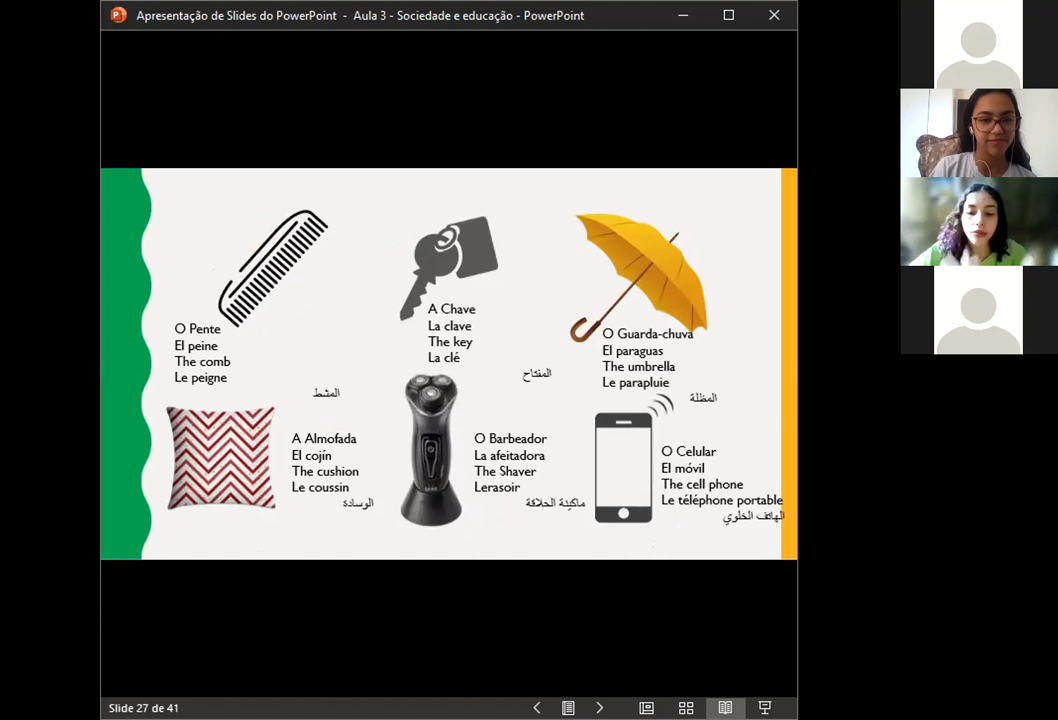 Apresentação de Slides do PowerPoint - Aula 3 - Sociedade e educação - PowerPoint
O Pente
El peine
The comb
Le peigne
المشط
A Chave
La clave
The key
La clé
المفتاح
O Guarda-chuva
El paraguas
The umbrella
Le parapluie
المظلة
A Almofada
El cojín
The cushion
Le coussin
الوسادة
O Barbeador
La afeitadora
The Shaver
Lerasoir
ماكينة الحلاقة
O Celular
El móvil
The cell phone
Le téléphone portable
الهاتف الخلوي
Slide 27 de 41